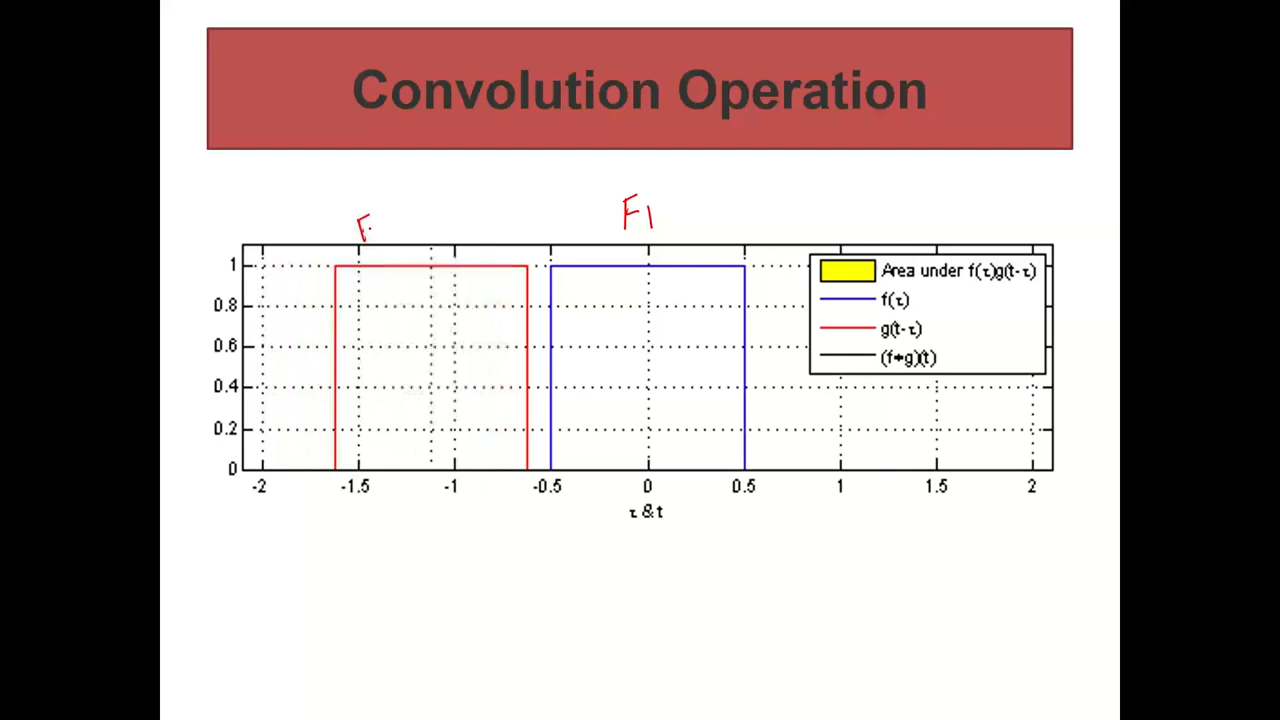 Convolution Operation
F1
F
Area under f(τ)g(t-τ)
f(τ)
g(t-τ)
(f*g)(t)
1
0.8
0.6
0.4
0.2
0
-2 -1.5 -1 -0.5 0 0.5 1 1.5 2
τ & t